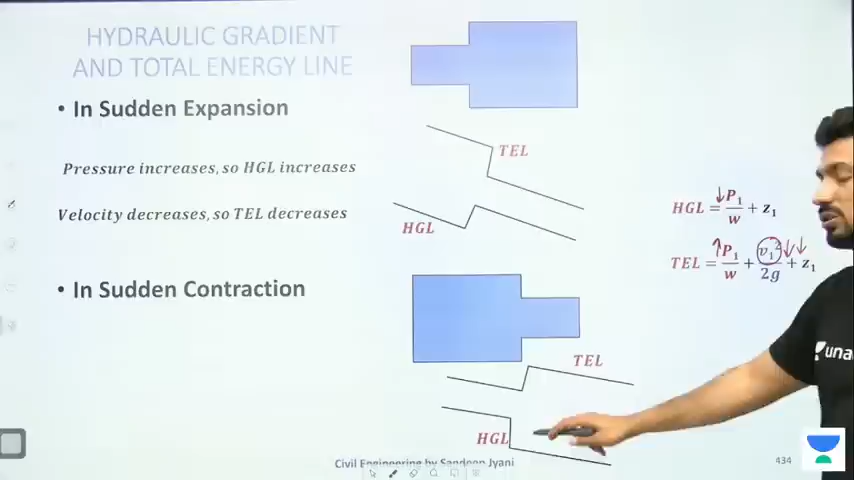 HYDRAULIC GRADIENT
AND TOTAL ENERGY LINE
• In Sudden Expansion
TEL
Pressure increases, so HGL increases
Velocity decreases, so TEL decreases
HGL
HGL = P₁/w + z₁
TEL = P₁/w + v₁²/2g + z₁
• In Sudden Contraction
TEL
HGL
Civil Engineering by Sandeep Jyani
434
una